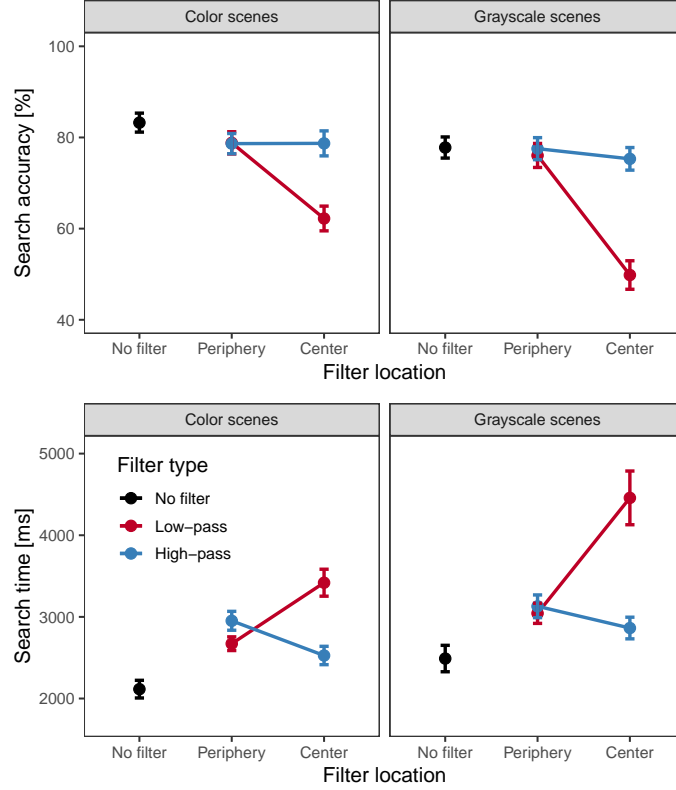 Color scenes
Grayscale scenes
Search accuracy [%]
100
80
60
40
No filter Periphery Center
No filter Periphery Center
Filter location
Color scenes
Grayscale scenes
Search time [ms]
5000
4000
3000
2000
Filter type
No filter
Low−pass
High−pass
No filter Periphery Center
No filter Periphery Center
Filter location